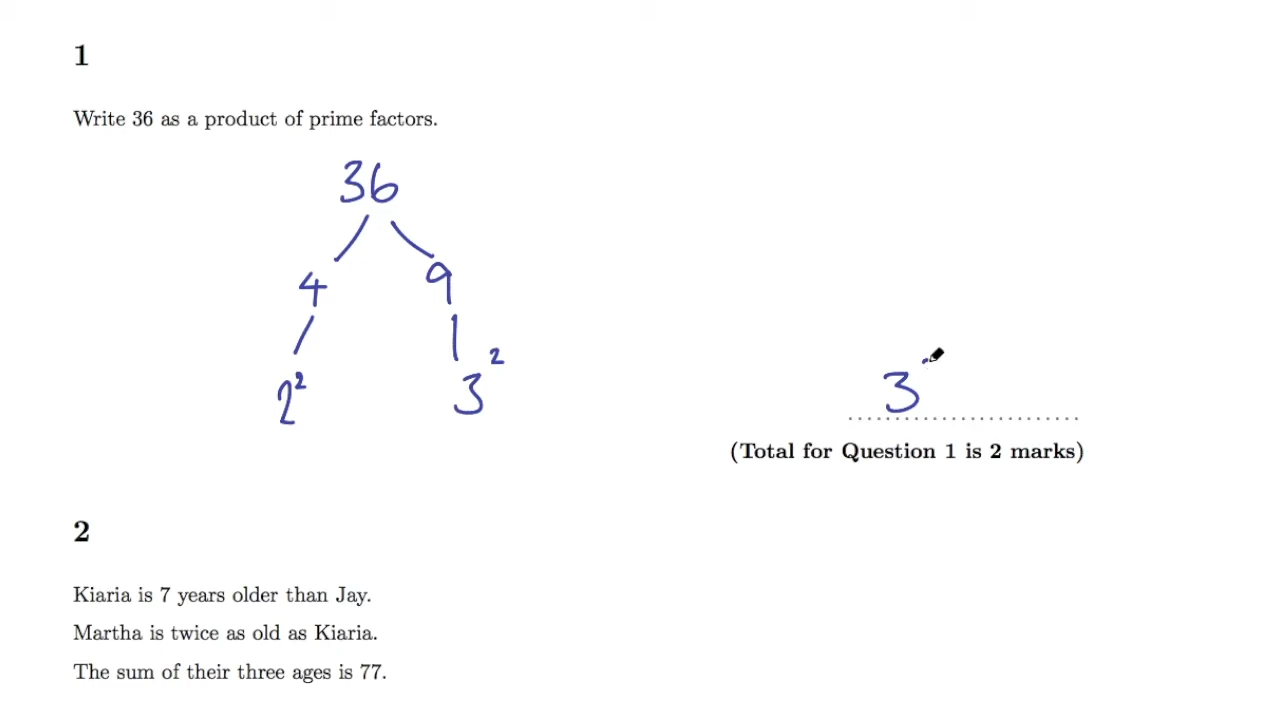 1
Write 36 as a product of prime factors.
36
4 9
2² 3²
3
(Total for Question 1 is 2 marks)
2
Kiaria is 7 years older than Jay.
Martha is twice as old as Kiaria.
The sum of their three ages is 77.